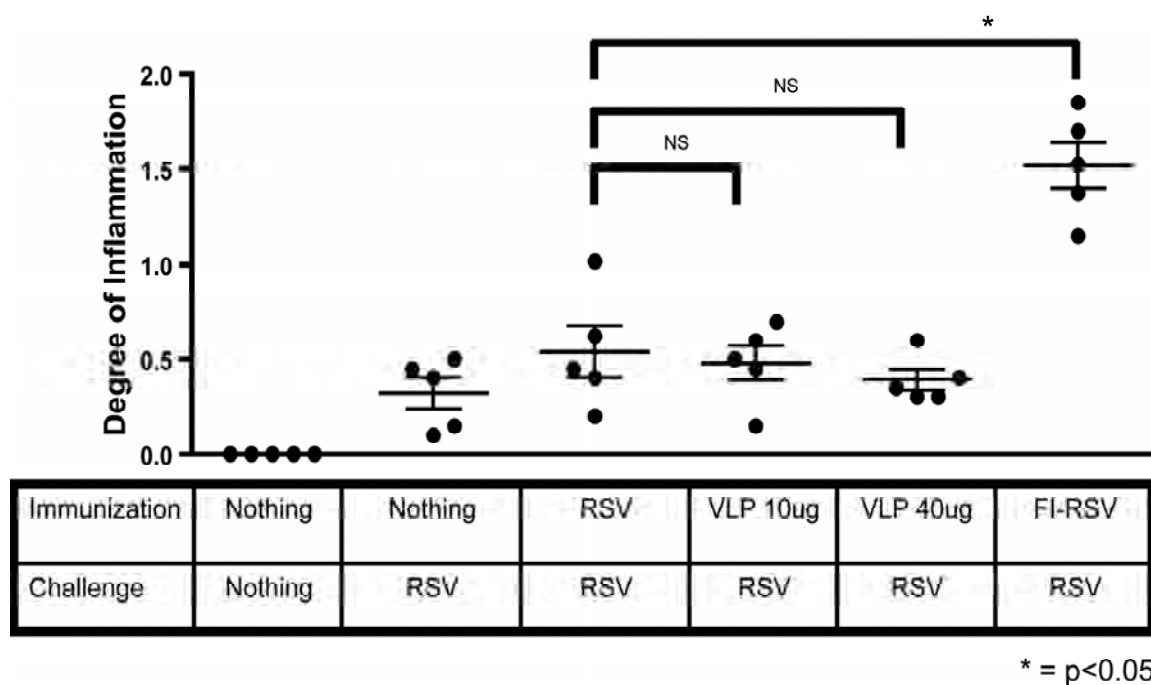 *
NS
NS
Degree of Inflammation
2.0
1.5
1.0
0.5
0.0
Immunization Nothing Nothing RSV VLP 10ug VLP 40ug FI-RSV
Challenge Nothing RSV RSV RSV RSV RSV
* = p<0.05